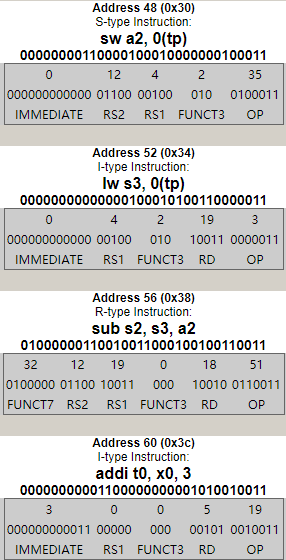 Address 48 (0x30)
S-type Instruction:
sw a2, 0(tp)
00000000110000100010000000100011
0 12 4 2 35
000000000000 01100 00100 010 0100011
IMMEDIATE RS2 RS1 FUNCT3 OP
Address 52 (0x34)
I-type Instruction:
lw s3, 0(tp)
00000000000000100010100110000011
0 4 2 19 3
000000000000 00100 010 10011 0000011
IMMEDIATE RS1 FUNCT3 RD OP
Address 56 (0x38)
R-type Instruction:
sub s2, s3, a2
01000000110010011000100100110011
32 12 19 0 18 51
0100000 01100 10011 000 10010 0110011
FUNCT7 RS2 RS1 FUNCT3 RD OP
Address 60 (0x3c)
I-type Instruction:
addi t0, x0, 3
00000000001100000000001010010011
3 0 0 5 19
000000000011 00000 000 00101 0010011
IMMEDIATE RS1 FUNCT3 RD OP